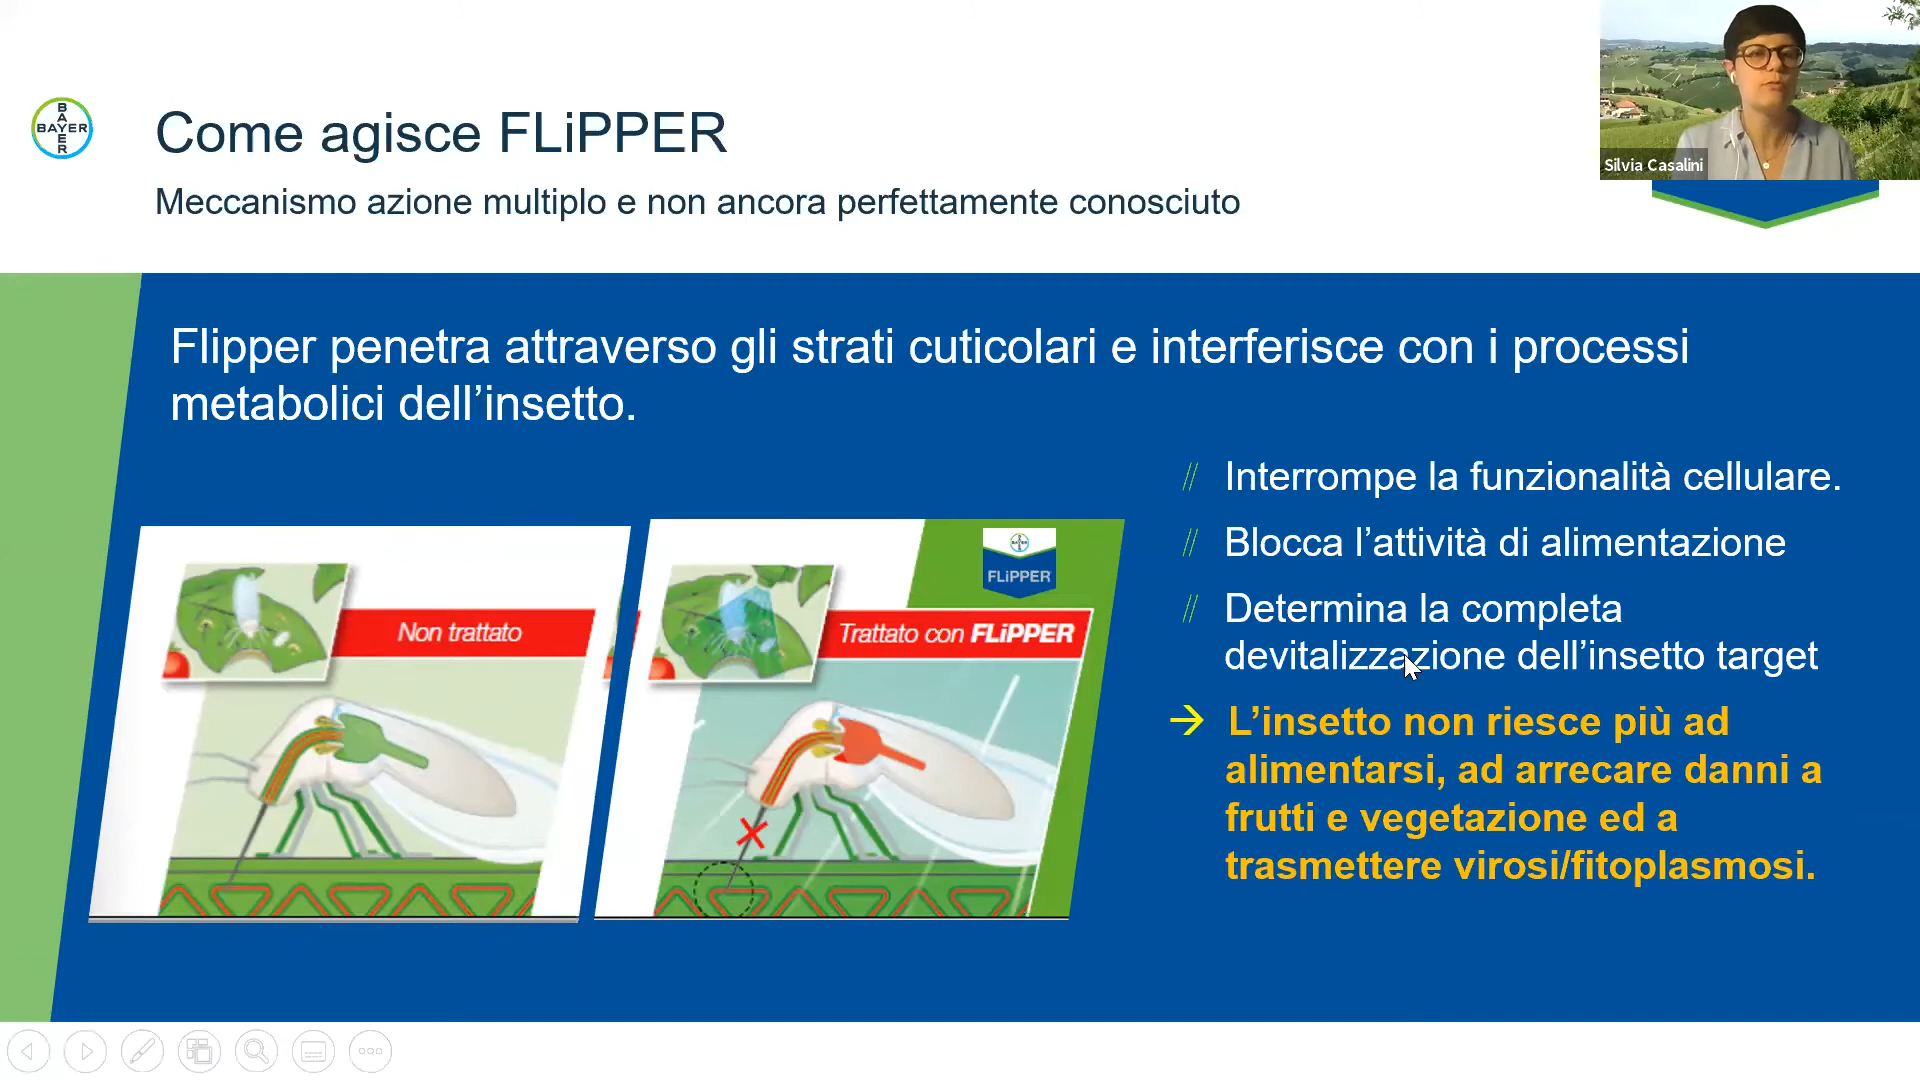 BAYER
BAYER
Come agisce FLiPPER
Meccanismo azione multiplo e non ancora perfettamente conosciuto
Silvia Casalini
Flipper penetra attraverso gli strati cuticolari e interferisce con i processi
metabolici dell’insetto.
Non trattato
BAYER
FLiPPER
Trattato con FLiPPER
// Interrompe la funzionalità cellulare.
// Blocca l’attività di alimentazione
// Determina la completa
devitalizzazione dell’insetto target
→ L’insetto non riesce più ad
alimentarsi, ad arrecare danni a
frutti e vegetazione ed a
trasmettere virosi/fitoplasmosi.